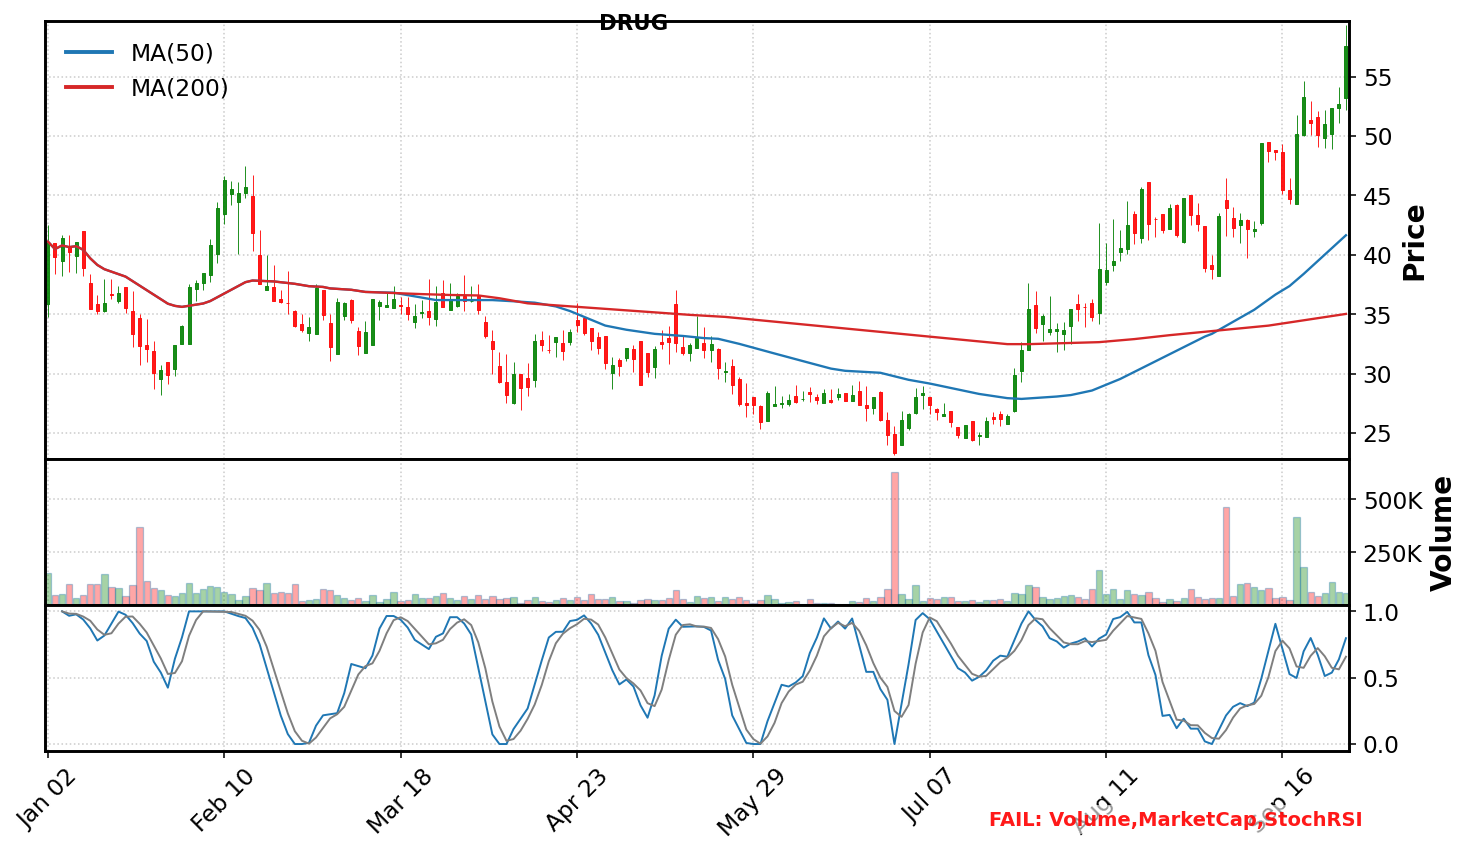 DRUG
MA(50)
MA(200)
55
50
45
40
35
30
25
Price
500K
250K
Volume
1.0
0.5
0.0
Jan 02
Feb 10
Mar 18
Apr 23
May 29
Jul 07
Aug 11
Sep 16
FAIL: Volume,MarketCap,StochRSI